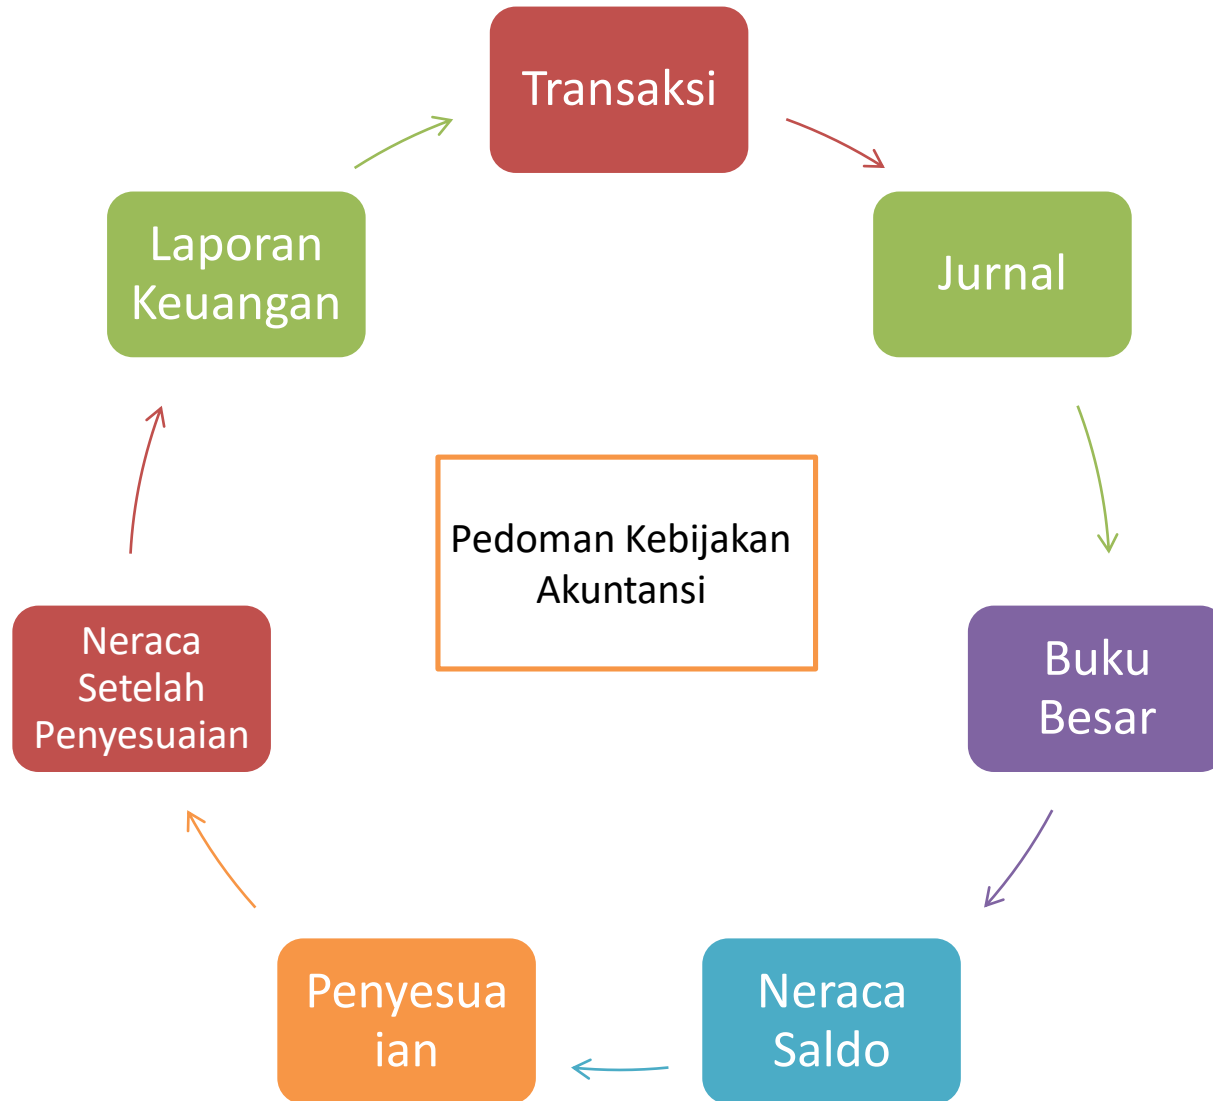 Transaksi
Jurnal
Buku
Besar
Neraca
Saldo
Penyesua
ian
Neraca
Setelah
Penyesuaian
Laporan
Keuangan
Pedoman Kebijakan
Akuntansi